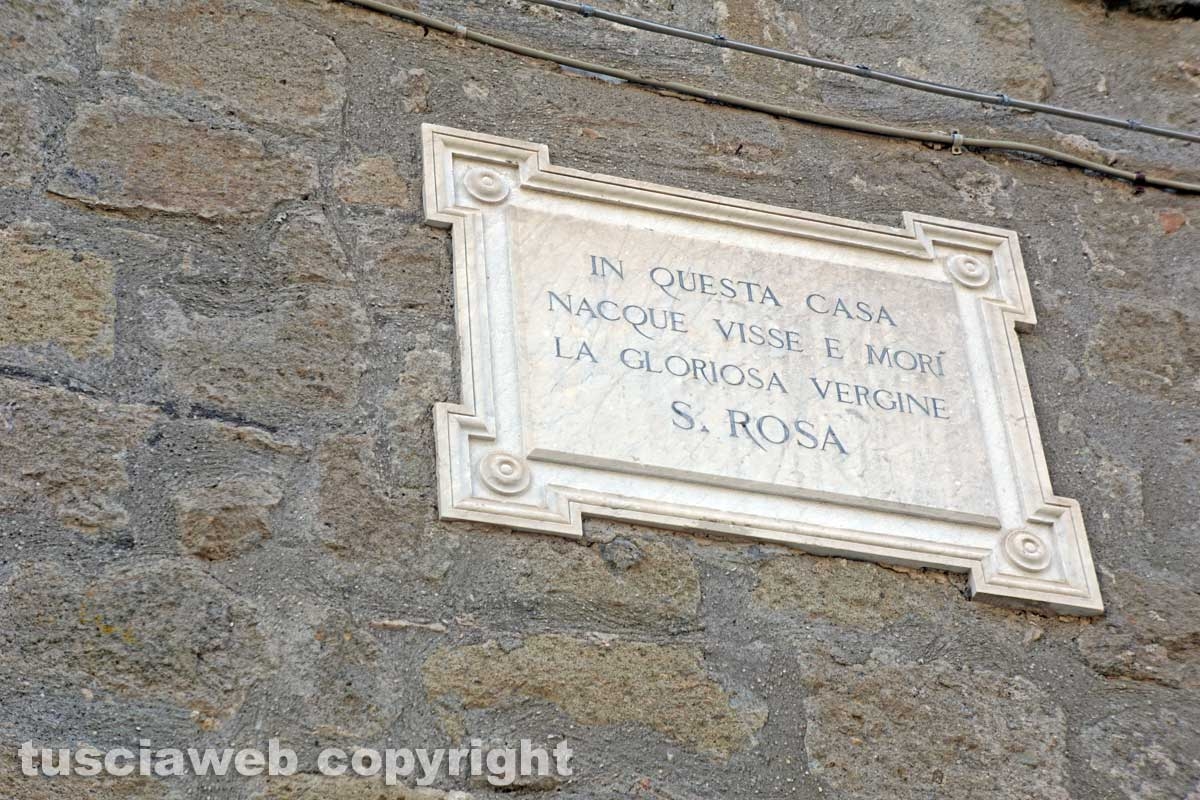 IN QUESTA CASA
NACQUE VISSE E MORÍ
LA GLORIOSA VERGINE
S. ROSA
tusciaweb copyright